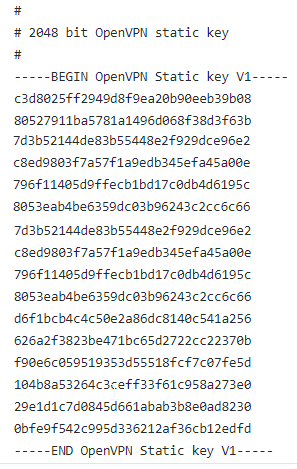 #
# 2048 bit OpenVPN static key
#
-----BEGIN OpenVPN Static key V1-----
c3d8025ff2949d8f9ea20b90eeb39b08
80527911ba5781a1496d068f38d3f63b
7d3b52144de83b55448e2f929dce96e2
c8ed9803f7a57f1a9edb345efa45a00e
796f11405d9ffecb1bd17c0db4d6195c
8053eab4be6359dc03b96243c2cc6c66
7d3b52144de83b55448e2f929dce96e2
c8ed9803f7a57f1a9edb345efa45a00e
796f11405d9ffecb1bd17c0db4d6195c
8053eab4be6359dc03b96243c2cc6c66
d6f1bcb4c4c50e2a86dc8140c541a256
626a2f3823be471bc65d2722cc22370b
f90e6c059519353d55518fcf7c07fe5d
104b8a53264c3ceff33f61c958a273e0
29e1d1c7d0845d661abab3b8e0ad8230
0bfe9f542c995d336212af36cb12edfd
-----END OpenVPN Static key V1-----